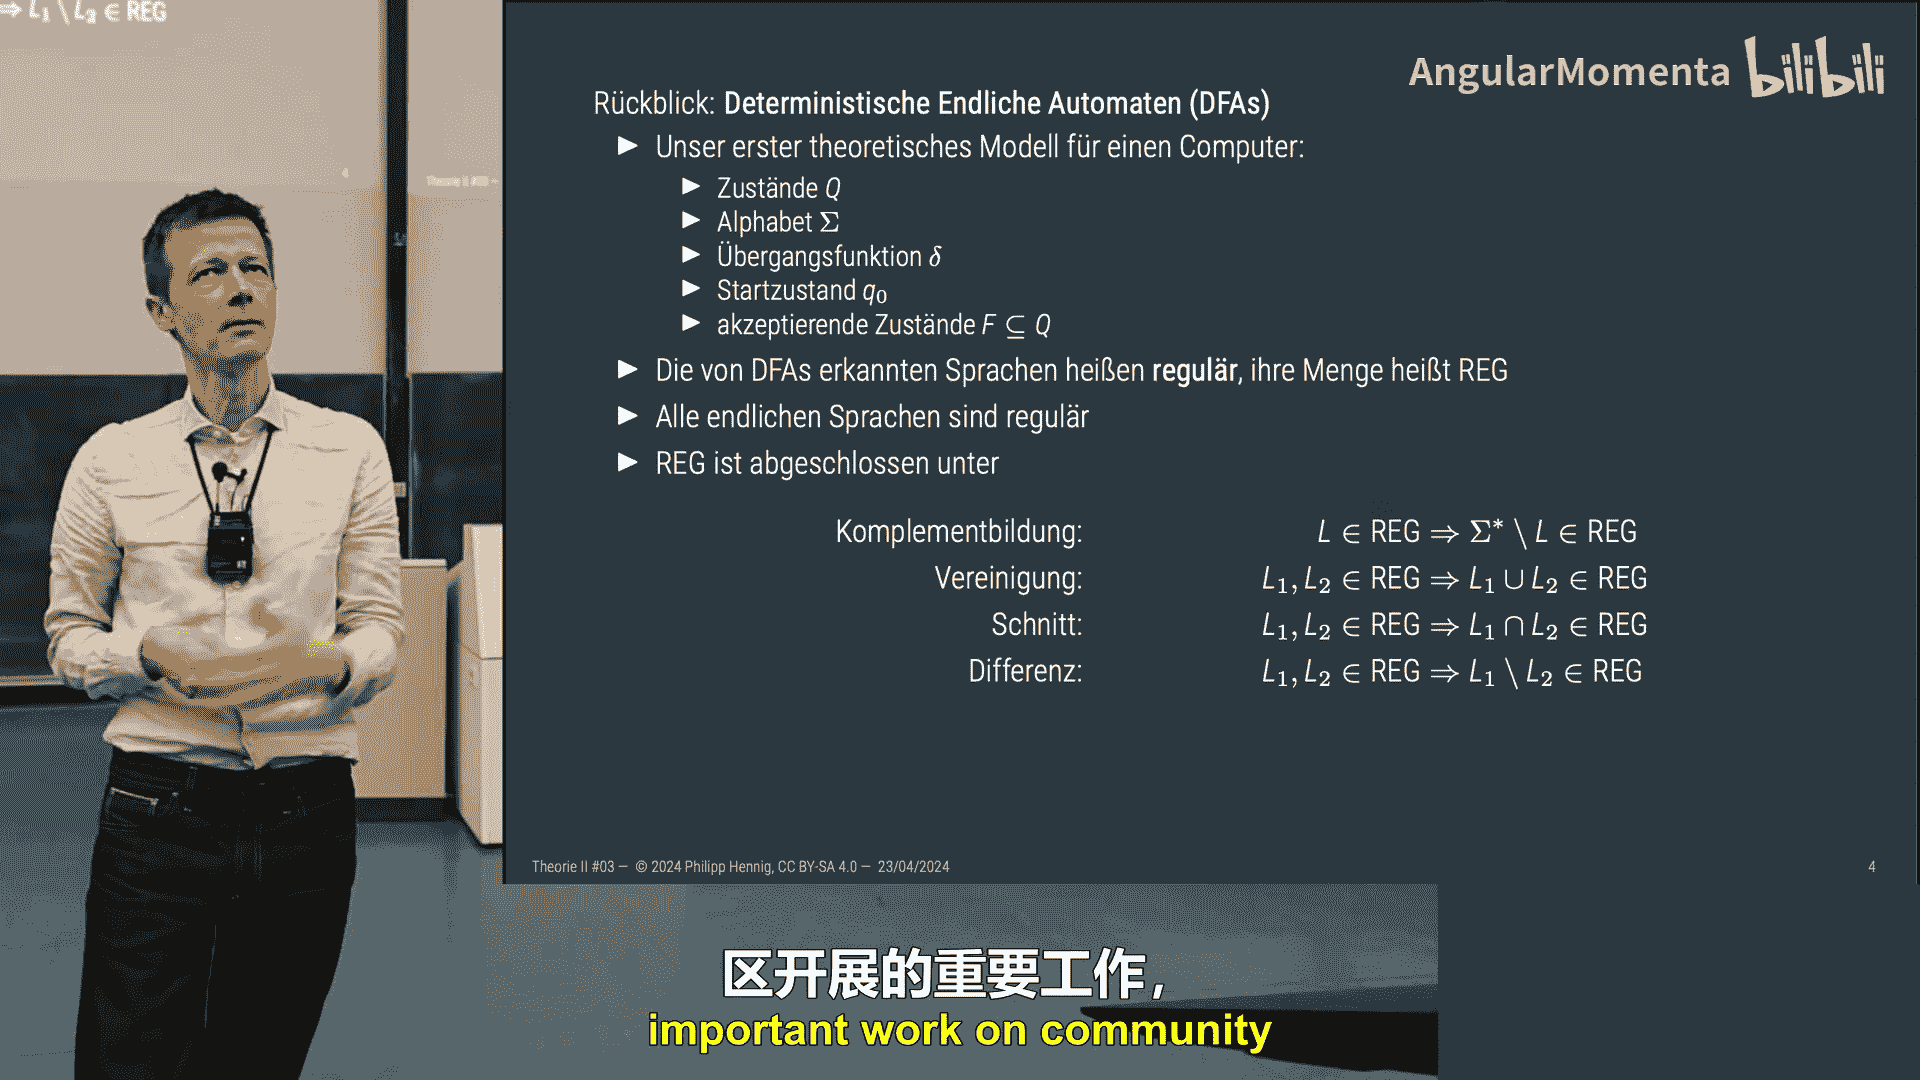 ⇒ L₁ \ L₂ ∈ REG
AngularMomenta bilibili
Rückblick: Deterministische Endliche Automaten (DFAs)
▶ Unser erster theoretisches Modell für einen Computer:
▶ Zustände Q
▶ Alphabet Σ
▶ Übergangsfunktion δ
▶ Startzustand q₀
▶ akzeptierende Zustände F ⊆ Q
▶ Die von DFAs erkannten Sprachen heißen regulär, ihre Menge heißt REG
▶ Alle endlichen Sprachen sind regulär
▶ REG ist abgeschlossen unter
Komplementbildung: L ∈ REG ⇒ Σ* \ L ∈ REG
Vereinigung: L₁, L₂ ∈ REG ⇒ L₁ ∪ L₂ ∈ REG
Schnitt: L₁, L₂ ∈ REG ⇒ L₁ ∩ L₂ ∈ REG
Differenz: L₁, L₂ ∈ REG ⇒ L₁ \ L₂ ∈ REG
Theorie II #03 — © 2024 Philipp Hennig, CC BY-SA 4.0 — 23/04/2024 4
区开展的重要工作，
important work on community